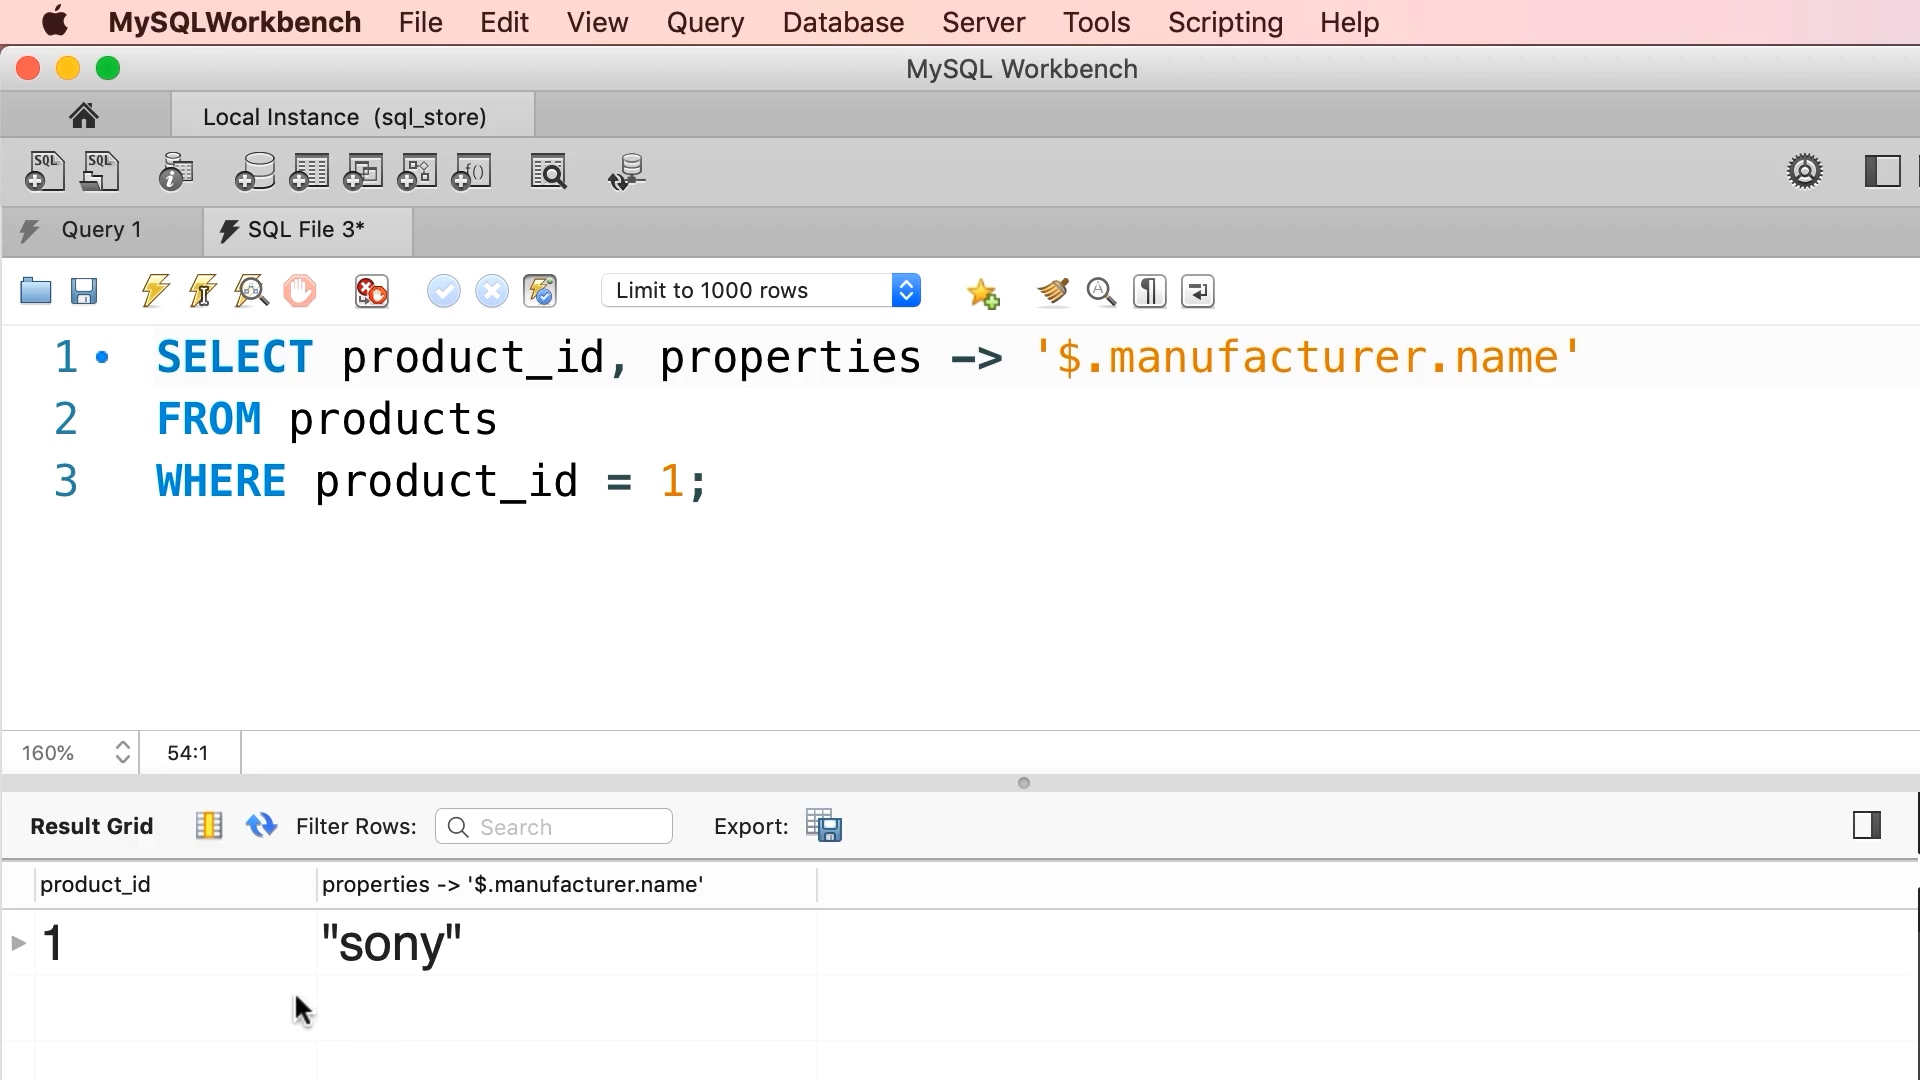 MySQLWorkbench File Edit View Query Database Server Tools Scripting Help
MySQL Workbench
Local Instance (sql_store)
SQL SQL f()
Query 1 SQL File 3*
Limit to 1000 rows
1 SELECT product_id, properties -> '$.manufacturer.name'
2 FROM products
3 WHERE product_id = 1;
160% 54:1
Result Grid Filter Rows: Search Export:
product_id properties -> '$.manufacturer.name'
1 "sony"